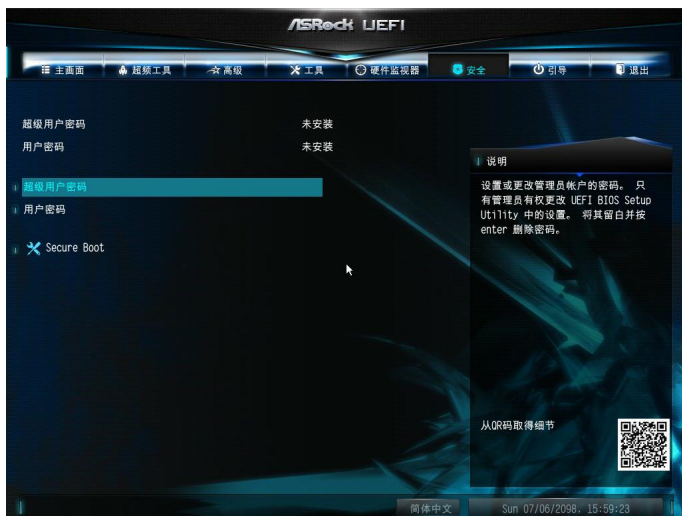 ASRock UEFI
主画面 超频工具 高级 工具 硬件监视器 安全 引导 退出
超级用户密码 未安装
用户密码 未安装
超级用户密码
用户密码
Secure Boot
说明
设置或更改管理员帐户的密码。 只
有管理员有权更改 UEFI BIOS Setup
Utility 中的设置。 将其留白并按
enter 删除密码。
从QR码取得细节
简体中文 Sun 07/06/2098. 15:59:23